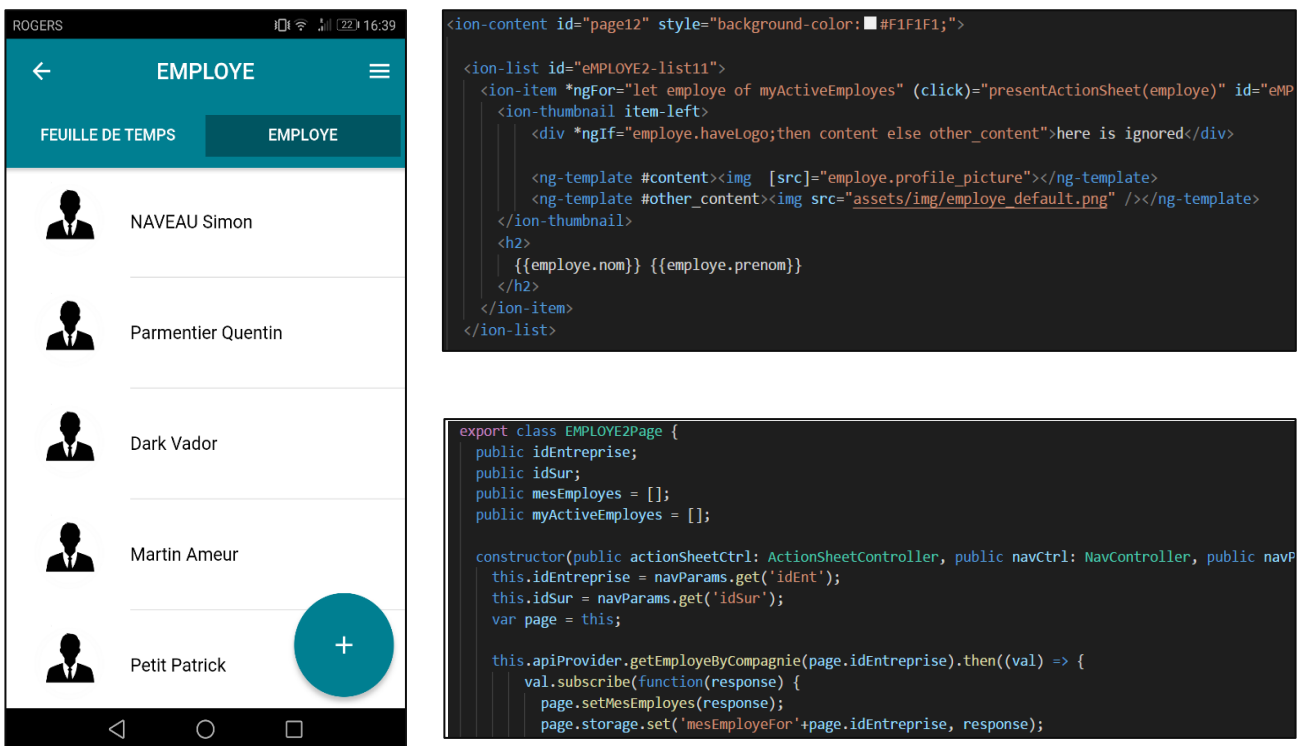 ROGERS 22 16:39
EMPLOYE
FEUILLE DE TEMPS EMPLOYE
NAVEAU Simon
Parmentier Quentin
Dark Vador
Martin Ameur
Petit Patrick
+
<ion-content id="page12" style="background-color: #F1F1F1;">
<ion-list id="eMPLOYE2-list11">
<ion-item *ngFor="let employe of myActiveEmployes" (click)="presentActionSheet(employe)" id="eMP
<ion-thumbnail item-left>
<div *ngIf="employe.haveLogo;then content else other_content">here is ignored</div>
<ng-template #content><img [src]="employe.profile_picture"></ng-template>
<ng-template #other_content><img src="assets/img/employe_default.png" /></ng-template>
</ion-thumbnail>
<h2>
{{employe.nom}} {{employe.prenom}}
</h2>
</ion-item>
</ion-list>
export class EMPLOYE2Page {
public idEntreprise;
public idSur;
public mesEmployes = [];
public myActiveEmployes = [];
constructor(public actionSheetCtrl: ActionSheetController, public navCtrl: NavController, public navP
this.idEntreprise = navParams.get('idEnt');
this.idSur = navParams.get('idSur');
var page = this;
this.apiProvider.getEmployeByCompagnie(page.idEntreprise).then((val) => {
val.subscribe(function(response) {
page.setMesEmployes(response);
page.storage.set('mesEmployeFor'+page.idEntreprise, response);